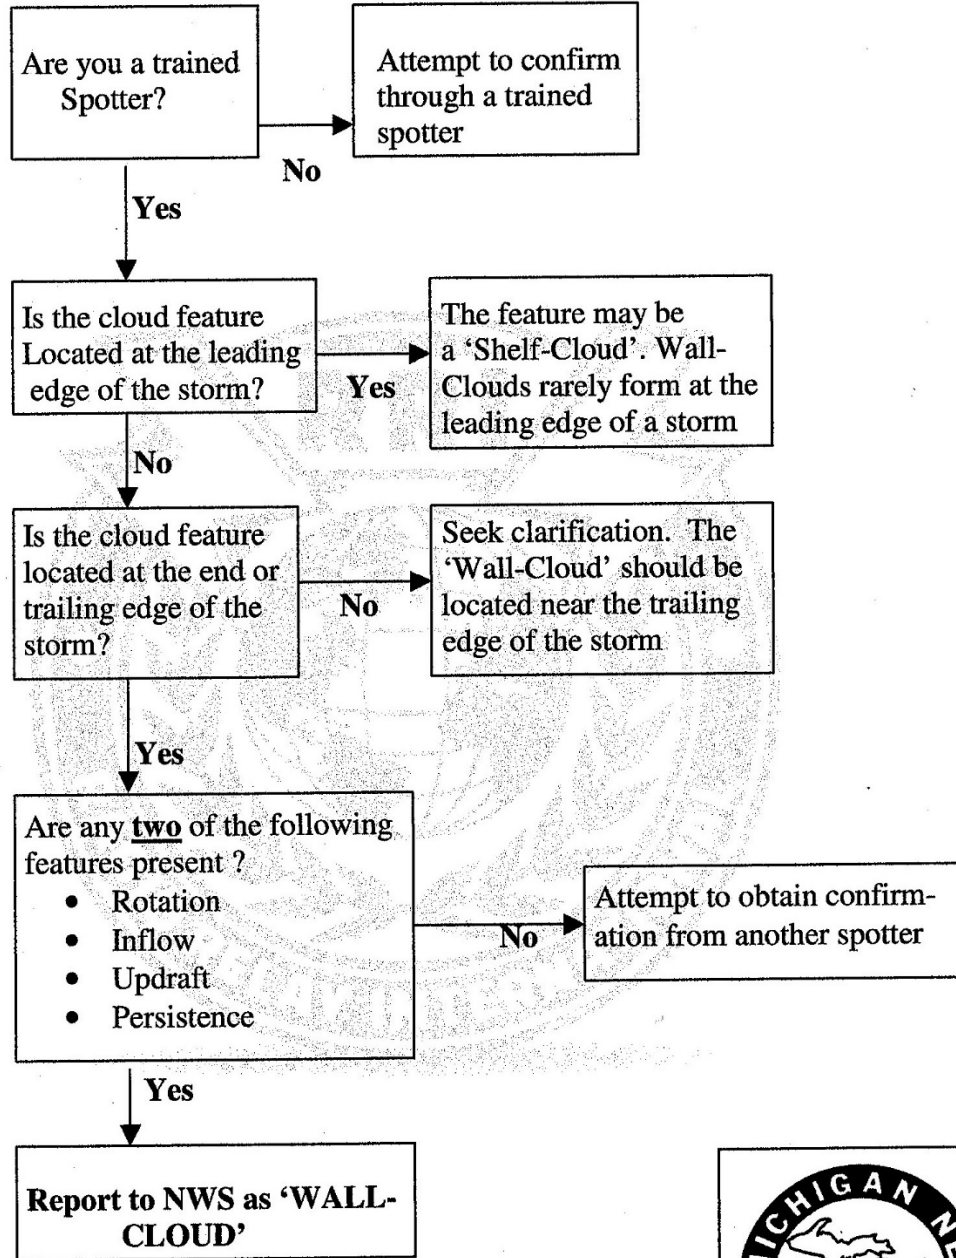 Are you a trained
Spotter?
Attempt to confirm
through a trained
spotter
No
Yes
Is the cloud feature
Located at the leading
edge of the storm?
Yes
The feature may be
a ‘Shelf-Cloud’. Wall-
Clouds rarely form at the
leading edge of a storm
No
Is the cloud feature
located at the end or
trailing edge of the
storm?
No
Seek clarification. The
‘Wall-Cloud’ should be
located near the trailing
edge of the storm
Yes
Are any two of the following
features present ?
• Rotation
• Inflow
• Updraft
• Persistence
No
Attempt to obtain confirm-
ation from another spotter
Yes
Report to NWS as ‘WALL-
CLOUD’
MICHIGAN